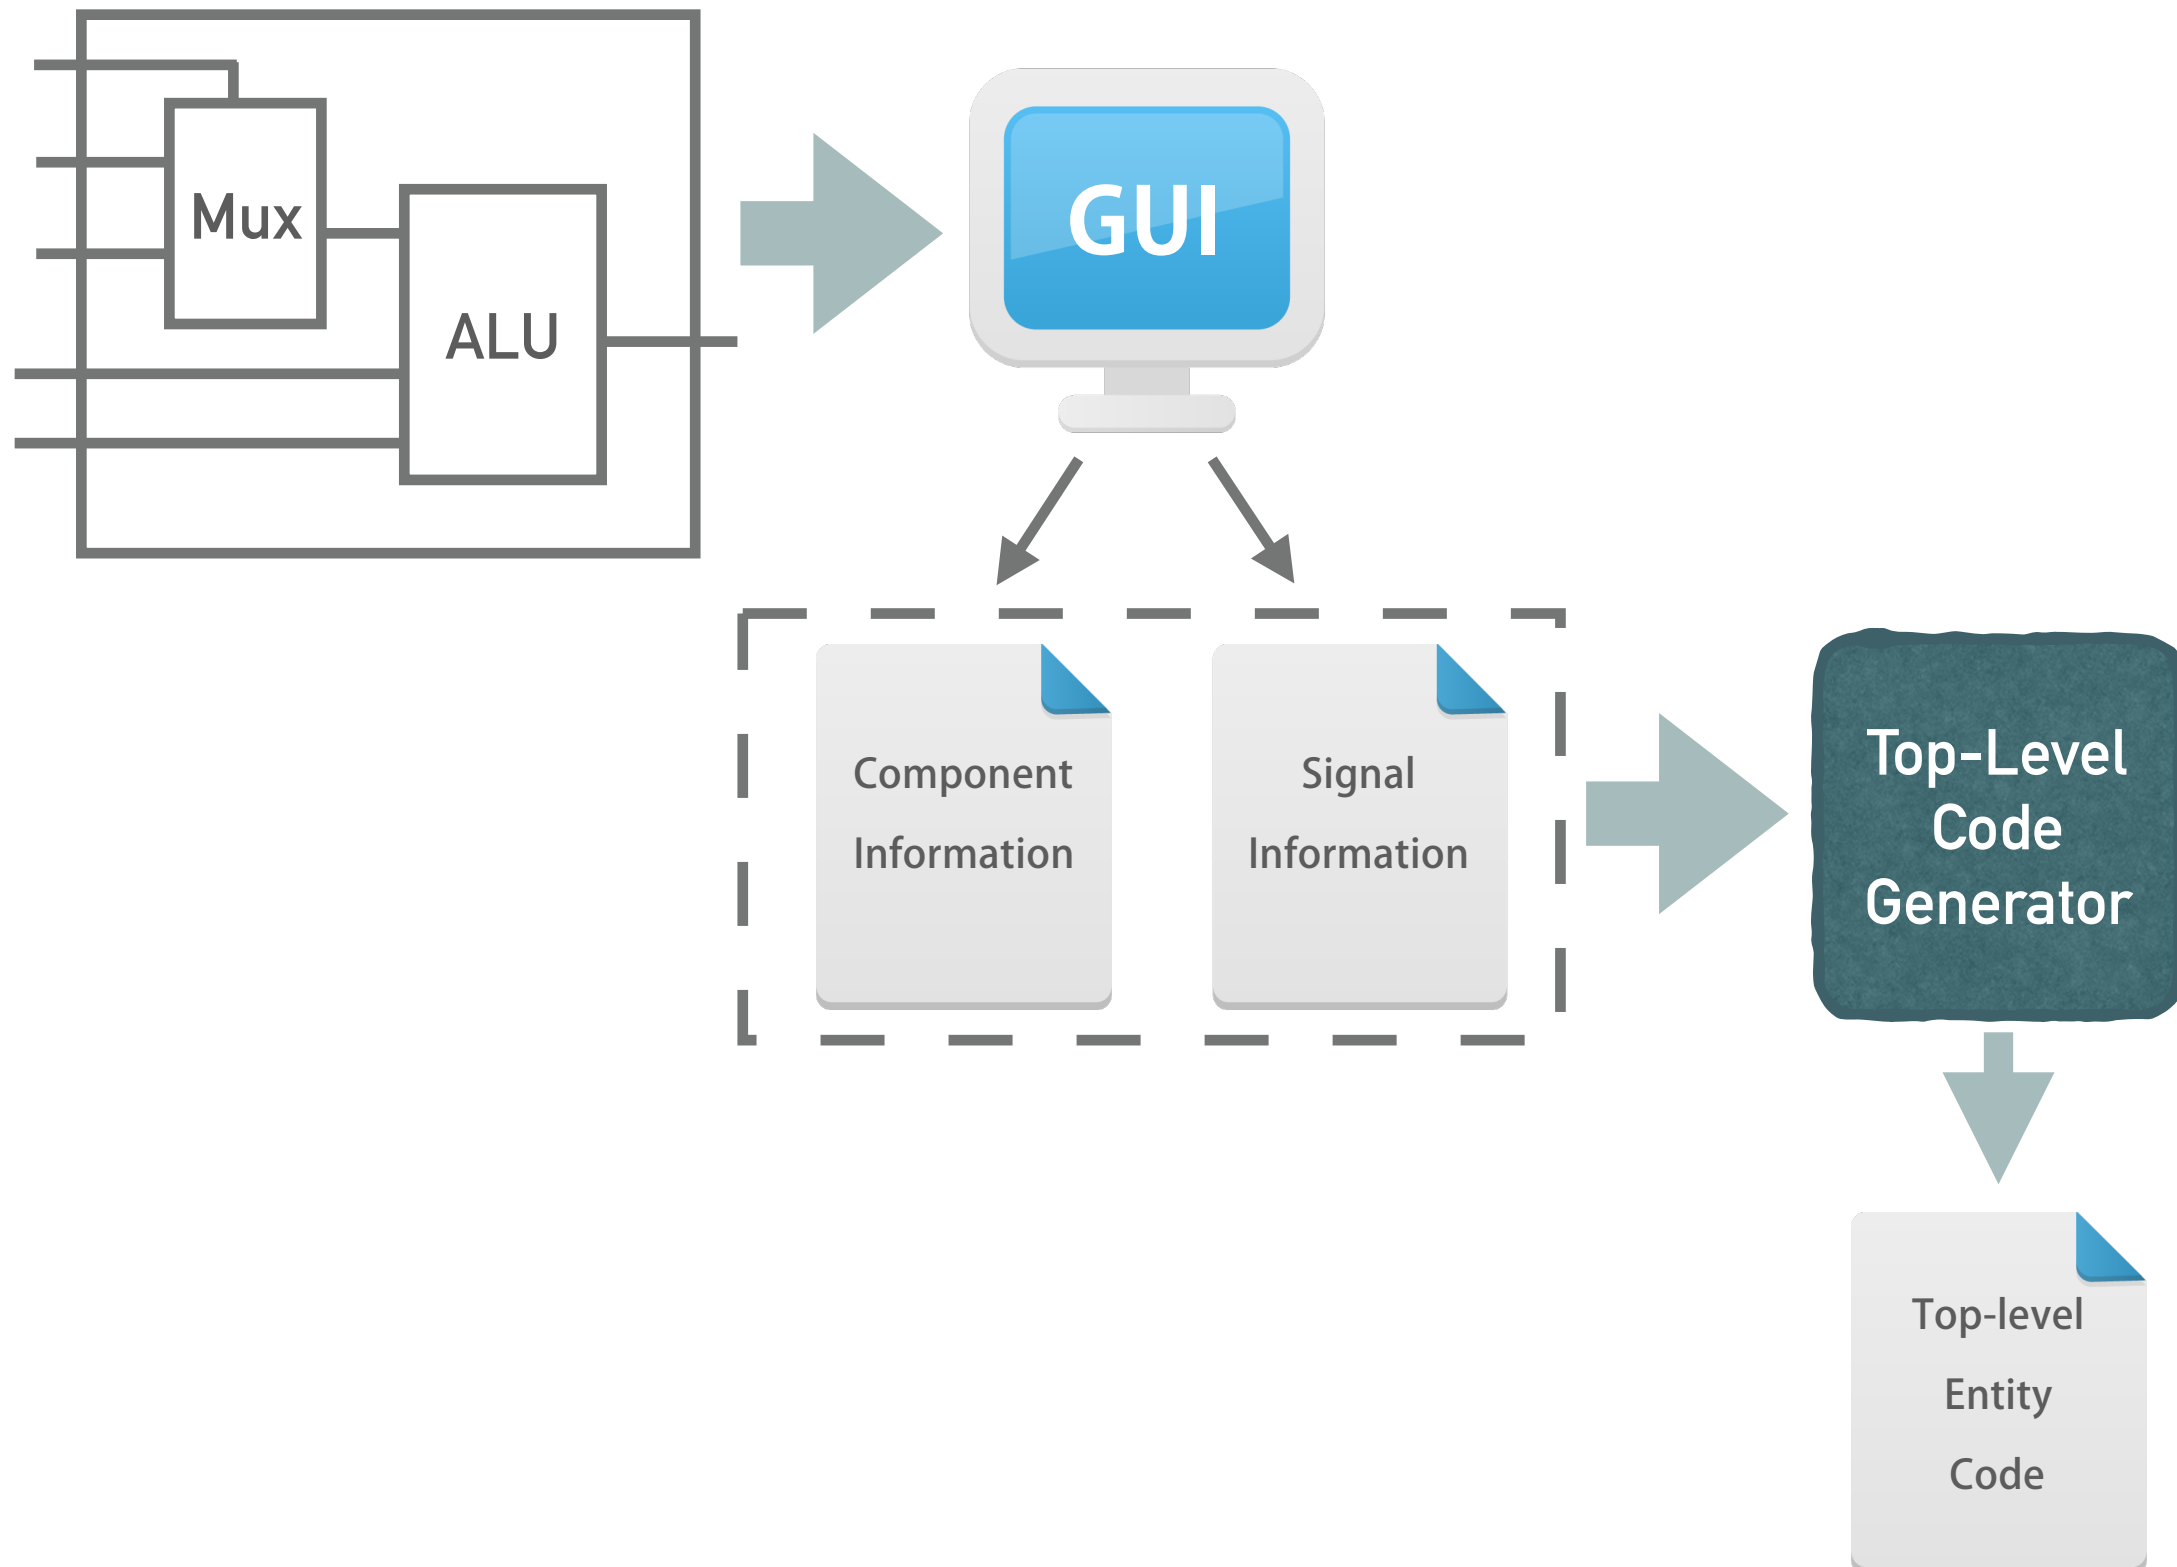 Mux
ALU
GUI
Component
Information
Signal
Information
Top-Level
Code
Generator
Top-level
Entity
Code